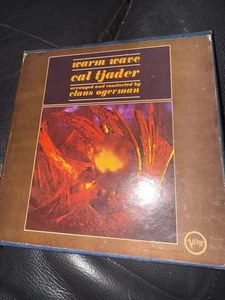 warm wave
cal tjader
arranged and conducted by
claus ogerman
Verve